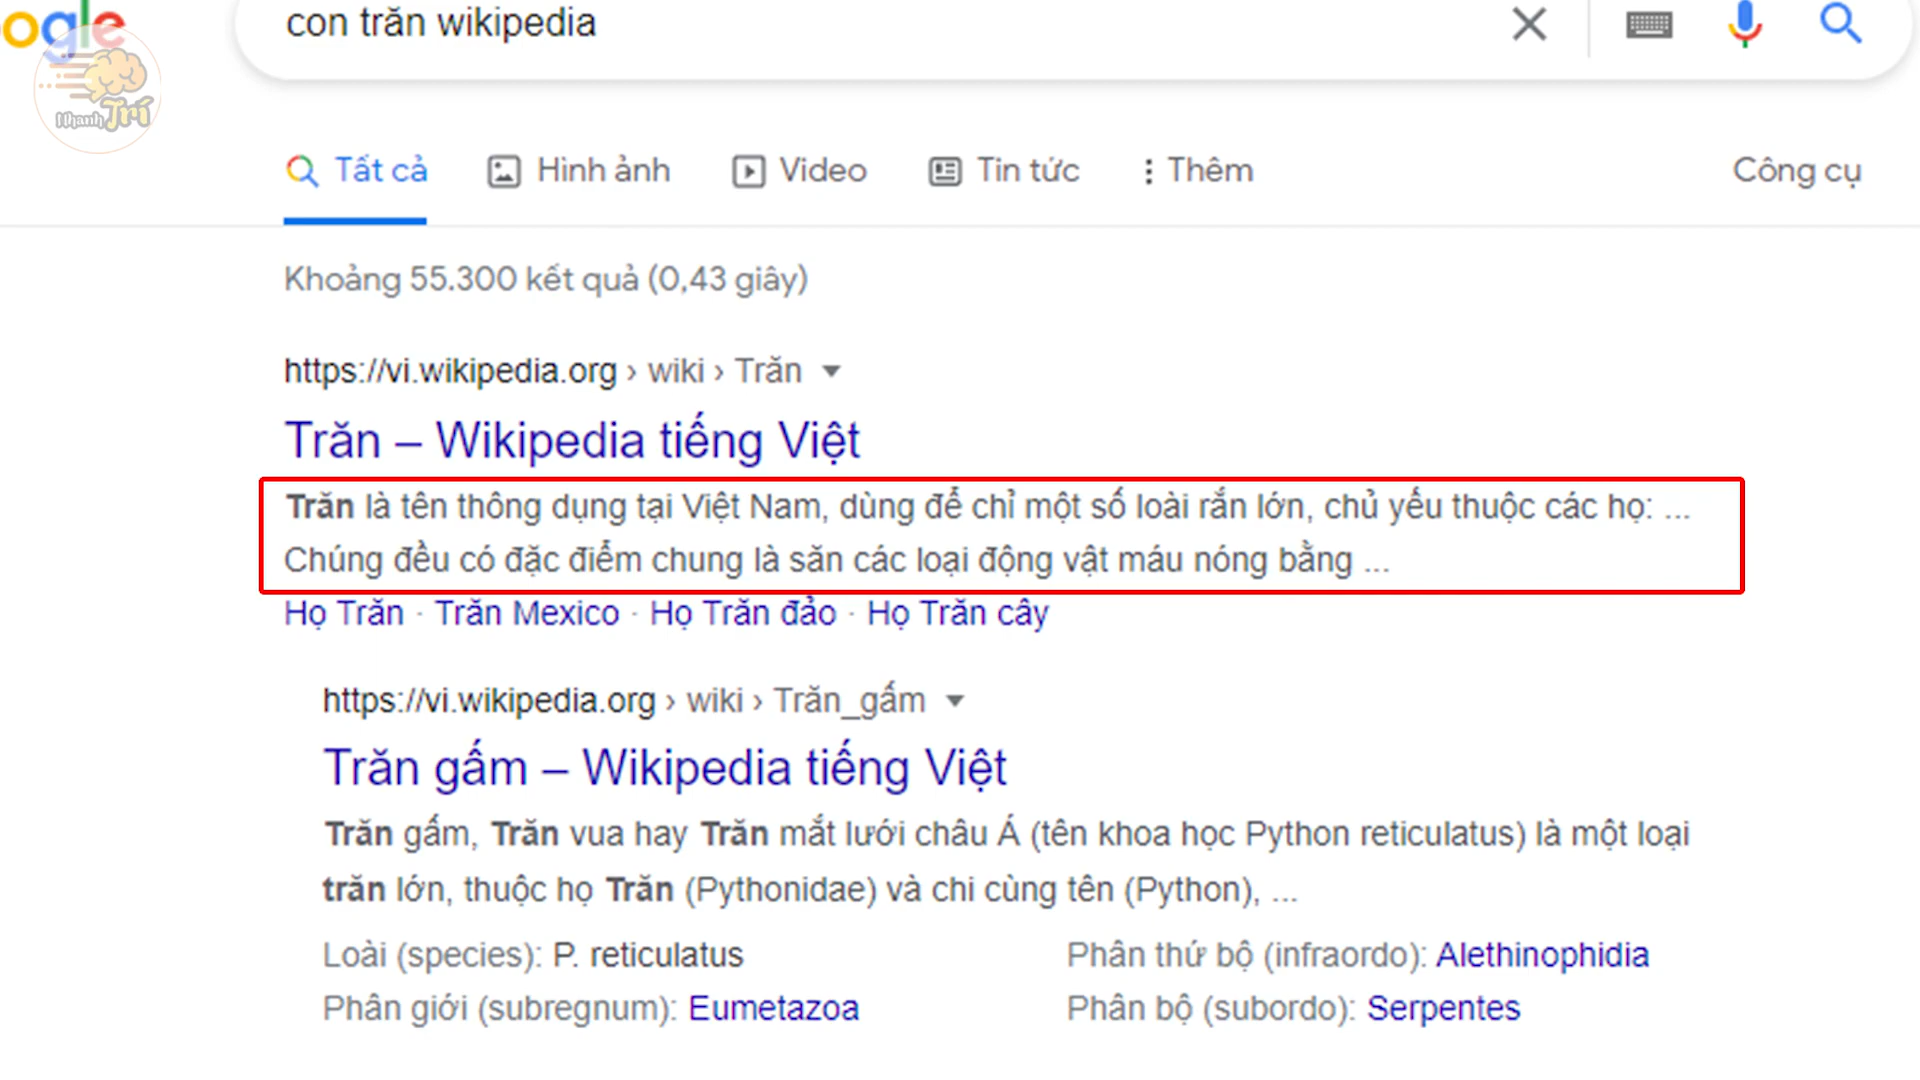 ogle
con trăn wikipedia
Nhanh Trí
Tất cả
Hình ảnh
Video
Tin tức
Thêm
Công cụ
Khoảng 55.300 kết quả (0,43 giây)
https://vi.wikipedia.org › wiki › Trăn
Trăn – Wikipedia tiếng Việt
Trăn là tên thông dụng tại Việt Nam, dùng để chỉ một số loài rắn lớn, chủ yếu thuộc các họ: ...
Chúng đều có đặc điểm chung là săn các loại động vật máu nóng bằng ...
Họ Trăn · Trăn Mexico · Họ Trăn đảo · Họ Trăn cây
https://vi.wikipedia.org › wiki › Trăn_gấm
Trăn gấm – Wikipedia tiếng Việt
Trăn gấm, Trăn vua hay Trăn mắt lưới châu Á (tên khoa học Python reticulatus) là một loại
trăn lớn, thuộc họ Trăn (Pythonidae) và chi cùng tên (Python), ...
Loài (species): P. reticulatus
Phân thứ bộ (infraordo): Alethinophidia
Phân giới (subregnum): Eumetazoa
Phân bộ (subordo): Serpentes